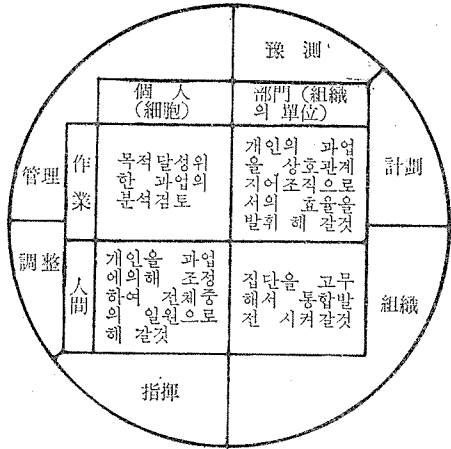 豫測
個人
(細胞)
部門(組織
의 單位)
管理
作業
목적달성위
한 과업의
분석검토
개인의 과업
을 상호관계
지어조직으로
서의 효율을
발휘 해 갈것
計劃
調整
人間
개인을 과업
에의해 조정
하여 전체중
의 일원으로
해 갈것
집단을 고무
해서 통합발
전 시켜갈것
組織
指揮